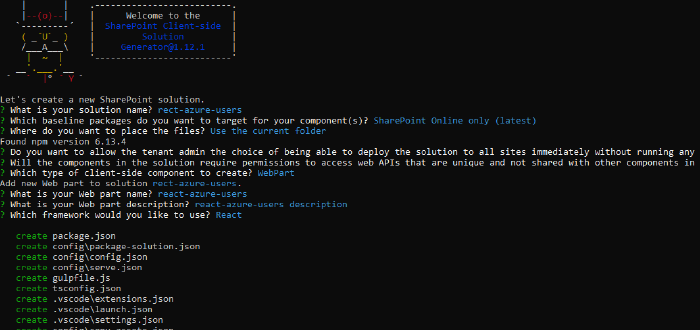 Welcome to the
SharePoint Client-side
Solution
Generator@1.12.1
Let's create a new SharePoint solution.
? What is your solution name? rect-azure-users
? Which baseline packages do you want to target for your component(s)? SharePoint Online only (latest)
? Where do you want to place the files? Use the current folder
Found npm version 6.13.4
? Do you want to allow the tenant admin the choice of being able to deploy the solution to all sites immediately without running any
? Will the components in the solution require permissions to access web APIs that are unique and not shared with other components in
? Which type of client-side component to create? WebPart
Add new Web part to solution rect-azure-users.
? What is your Web part name? react-azure-users
? What is your Web part description? react-azure-users description
? Which framework would you like to use? React
create package.json
create config\package-solution.json
create config\config.json
create config\serve.json
create gulpfile.js
create tsconfig.json
create .vscode\extensions.json
create .vscode\launch.json
create .vscode\settings.json